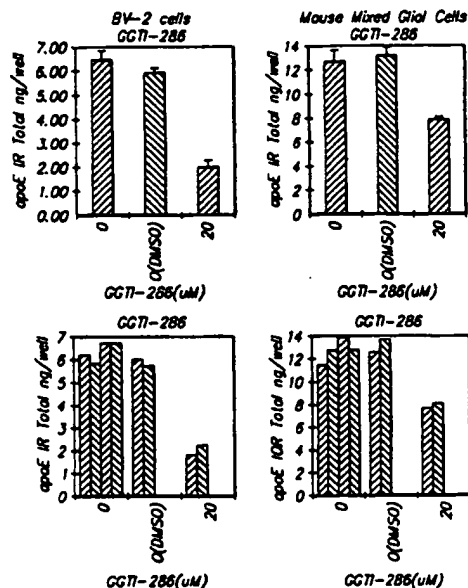 BV-2 cells
GGTI-286
apoE IR Total ng/well
7.00
6.00
5.00
4.00
3.00
2.00
1.00
0.00
0
O(DMSO)
20
GGTI-286(uM)
Mouse Mixed Glial Cells
GGTI-286
apoE IR Total ng/well
14
12
10
8
6
4
2
0
0
O(DMSO)
20
GGTI-286(uM)
GGTI-286
apoE IR Total ng/well
7
6
5
4
3
2
1
0
0
O(DMSO)
20
GGTI-286(uM)
GGTI-286
apoE IOR Total ng/well
14
12
10
8
6
4
2
0
0
O(DMSO)
20
GGTI-286(uM)